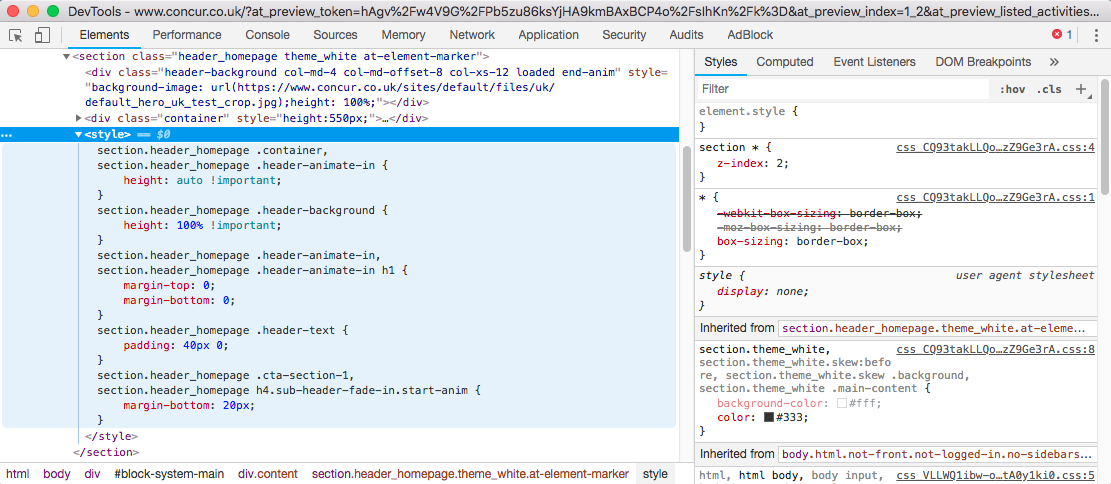 DevTools - www.concur.co.uk/?at_preview_token=hAgv%2Fw4V9G%2FPb5zu86ksYjHA9kmBAxBCP4o%2FslhKn%2Fk%3D&at_preview_index=1_2&at_preview_listed_activities...
Elements Performance Console Sources Memory Network Application Security Audits AdBlock 1
▼<section class="header_homepage theme_white at-element-marker">
<div class="header-background col-md-4 col-md-offset-8 col-xs-12 loaded end-anim" style=
"background-image: url(https://www.concur.co.uk/sites/default/files/uk/
default_hero_uk_test_crop.jpg);height: 100%;"></div>
▶<div class="container" style="height:550px;">…</div>
… ▼<style> == $0
section.header_homepage .container,
section.header_homepage .header-animate-in {
height: auto !important;
}
section.header_homepage .header-background {
height: 100% !important;
}
section.header_homepage .header-animate-in,
section.header_homepage .header-animate-in h1 {
margin-top: 0;
margin-bottom: 0;
}
section.header_homepage .header-text {
padding: 40px 0;
}
section.header_homepage .cta-section-1,
section.header_homepage h4.sub-header-fade-in.start-anim {
margin-bottom: 20px;
}
</style>
</section>
html body div #block-system-main div.content section.header_homepage.theme_white.at-element-marker style
Styles Computed Event Listeners DOM Breakpoints »
Filter :hov .cls +
element.style {
}
section * { css_CQ93takLLQo…zZ9Ge3rA.css:4
z-index: 2;
}
* { css_CQ93takLLQo…zZ9Ge3rA.css:1
-webkit-box-sizing: border-box;
-moz-box-sizing: border-box;
box-sizing: border-box;
}
style { user agent stylesheet
display: none;
}
Inherited from section.header_homepage.theme_white.at-eleme...
section.theme_white, css_CQ93takLLQo…zZ9Ge3rA.css:8
section.theme_white.skew:befo
re, section.theme_white.skew .background,
section.theme_white .main-content {
background-color: #fff;
color: #333;
}
Inherited from body.html.not-front.not-logged-in.no-sidebars...
html, html body, body input, css_VLLWQ1ibw-o…tA0y1ki0.css:5